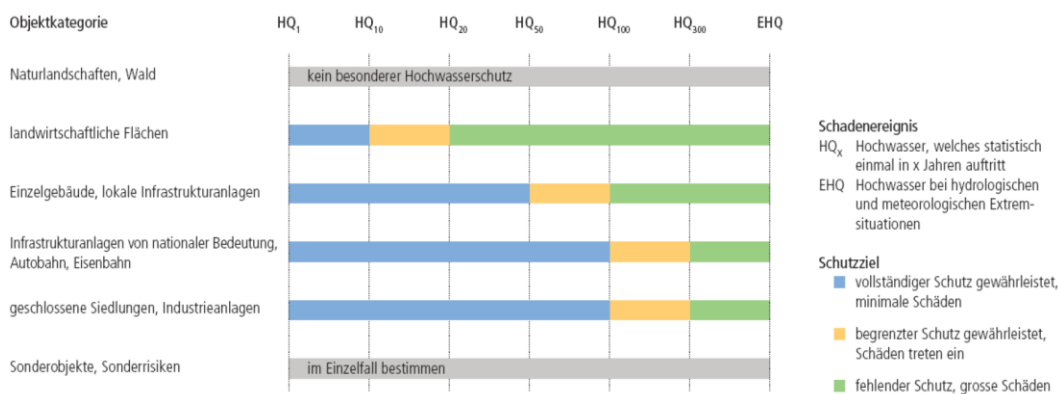 Objektkategorie HQ1 HQ10 HQ20 HQ50 HQ100 HQ300 EHQ
Naturlandschaften, Wald kein besonderer Hochwasserschutz
landwirtschaftliche Flächen
Einzelgebäude, lokale Infrastrukturanlagen
Infrastrukturanlagen von nationaler Bedeutung,
Autobahn, Eisenbahn
geschlossene Siedlungen, Industrieanlagen
Sonderobjekte, Sonderrisiken im Einzelfall bestimmen
Schadenereignis
HQx Hochwasser, welches statistisch
einmal in x Jahren auftritt
EHQ Hochwasser bei hydrologischen
und meteorologischen Extrem-
situationen
Schutzziel
vollständiger Schutz gewährleistet,
minimale Schäden
begrenzter Schutz gewährleistet,
Schäden treten ein
fehlender Schutz, grosse Schäden